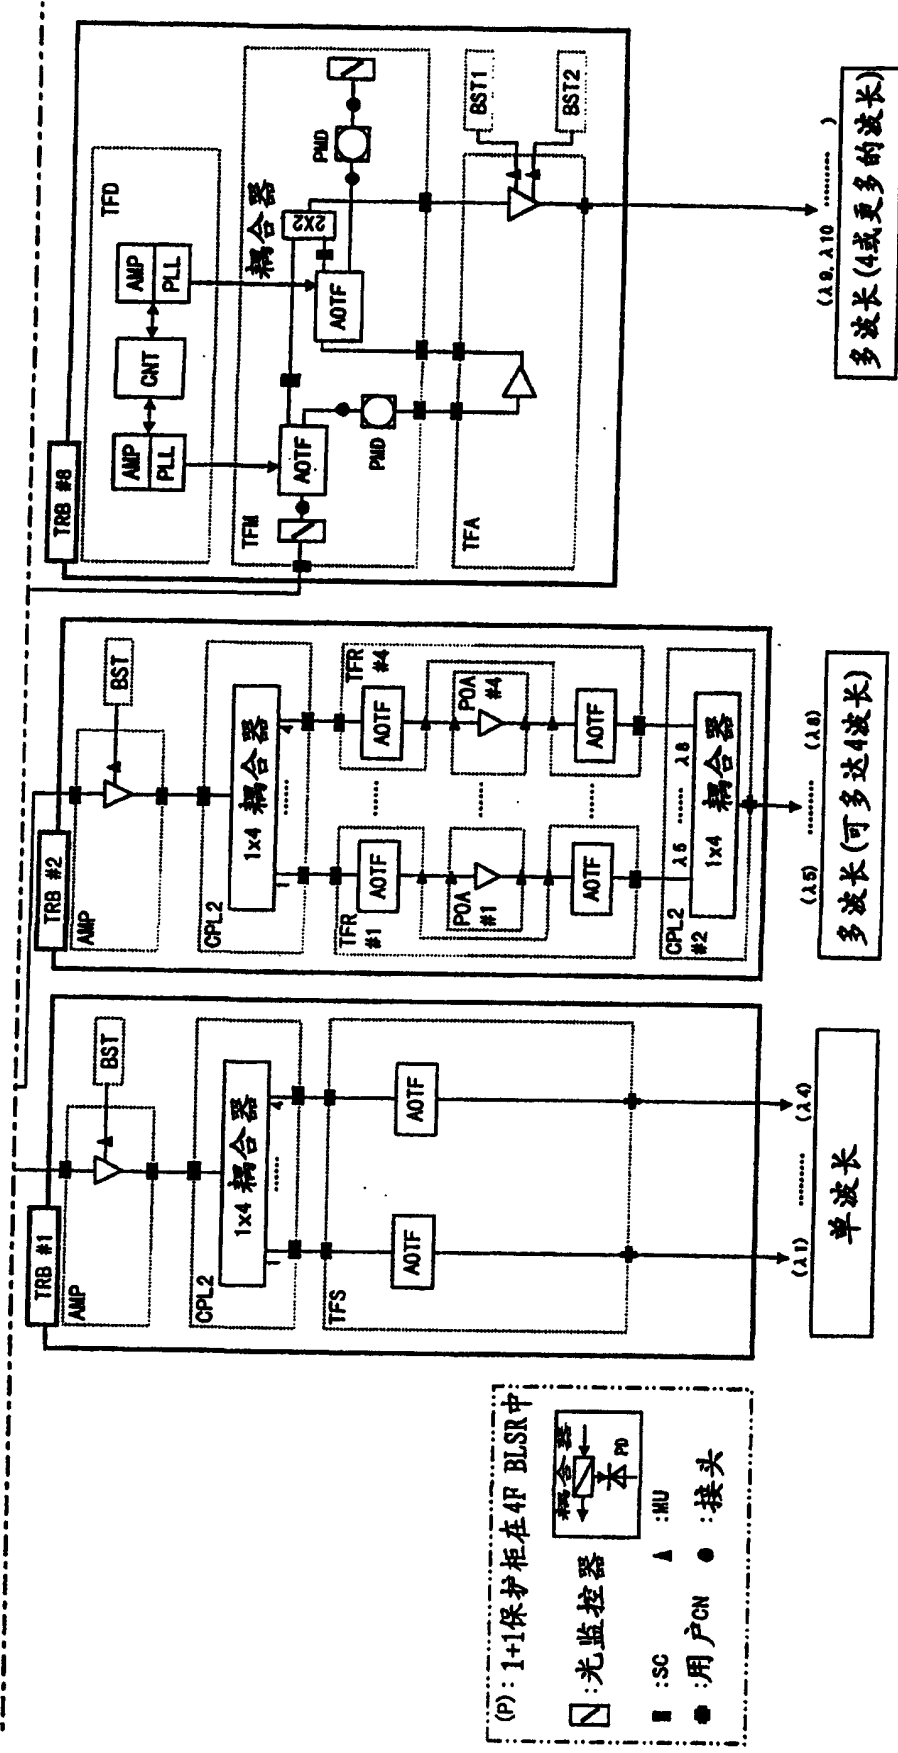 TRB #1
AMP
BST
CPL2
1x4 耦合器
1
......
4
TFS
AOTF
AOTF
(λ1)
.........
(λ4)
单波长
TRB #2
AMP
BST
CPL2
1x4 耦合器
1
......
4
TFR
#1
AOTF
......
TFR
#4
AOTF
POA
#1
......
POA
#4
AOTF
......
AOTF
CPL2
#2
λ5 ...... λ8
1x4 耦合器
(λ5)
.........
(λ8)
多波长(可多达4波长)
TRB #8
TFD
AMP
PLL
CNT
AMP
PLL
TFM
AOTF
PMD
耦合器
2X2
AOTF
PMD
TFA
BST1
BST2
(λ9, λ10 ......... )
多波长(4或更多的波长)
(P): 1+1保护柜在4F BLSR中
:光监控器
耦合器
PD
:SC
:MU
:用户CN
:接头